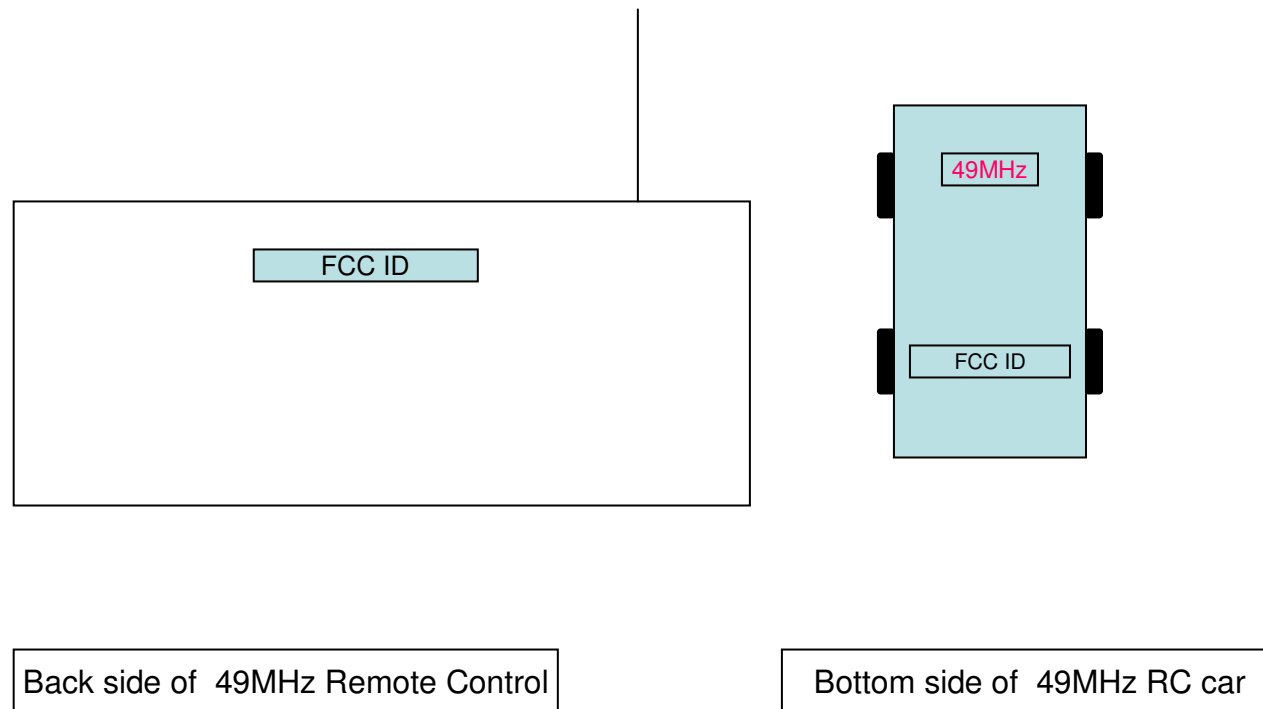 49MHz
FCC ID
FCC ID
Back side of  49MHz Remote Control
Bottom side of  49MHz RC car